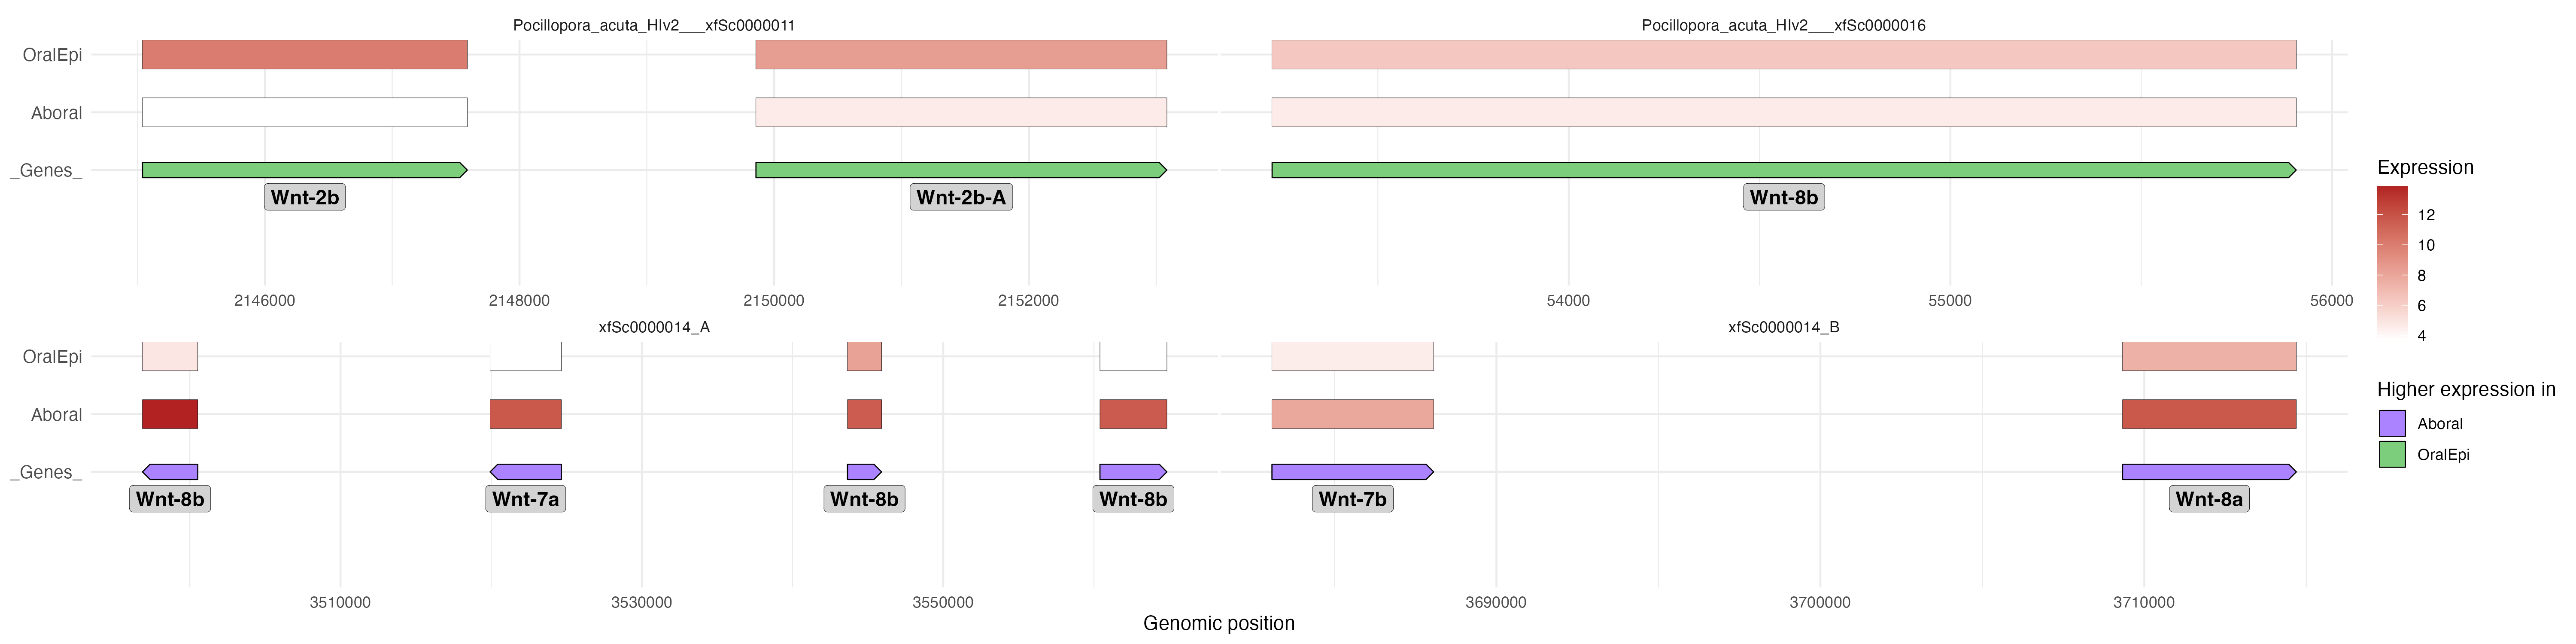 Pocillopora_acuta_HIv2___xfSc0000011
Pocillopora_acuta_HIv2___xfSc0000016
OralEpi
Aboral
_Genes_
Wnt-2b
Wnt-2b-A
Wnt-8b
2146000
2148000
2150000
2152000
54000
55000
56000
xfSc0000014_A
xfSc0000014_B
OralEpi
Aboral
_Genes_
Wnt-8b
Wnt-7a
Wnt-8b
Wnt-8b
Wnt-7b
Wnt-8a
3510000
3530000
3550000
3690000
3700000
3710000
Genomic position
Expression
12
10
8
6
4
Higher expression in
Aboral
OralEpi